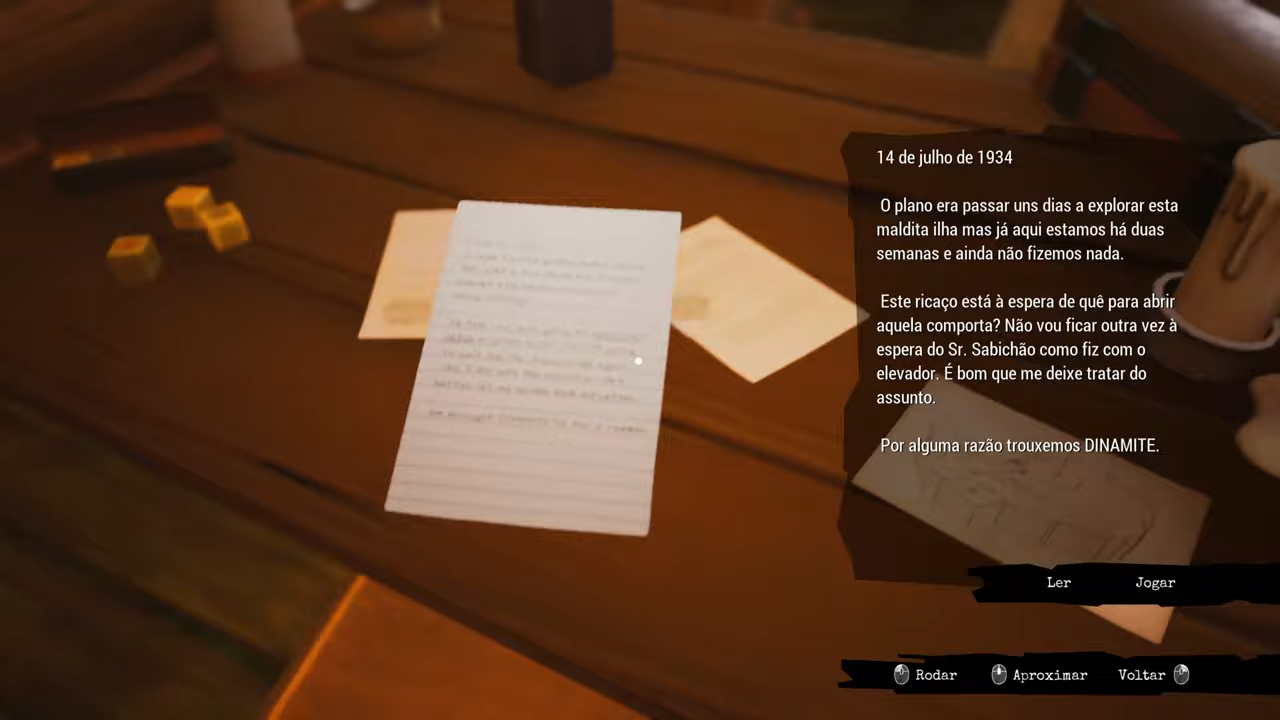 14 de julho de 1934
O plano era passar uns dias a explorar esta
maldita ilha mas já aqui estamos há duas
semanas e ainda não fizemos nada.
Este ricaço está à espera de quê para abrir
aquela comporta? Não vou ficar outra vez à
espera do Sr. Sabichão como fiz com o
elevador. É bom que me deixe tratar do
assunto.
Por alguma razão trouxemos DINAMITE.
Ler Jogar
Rodar Aproximar Voltar